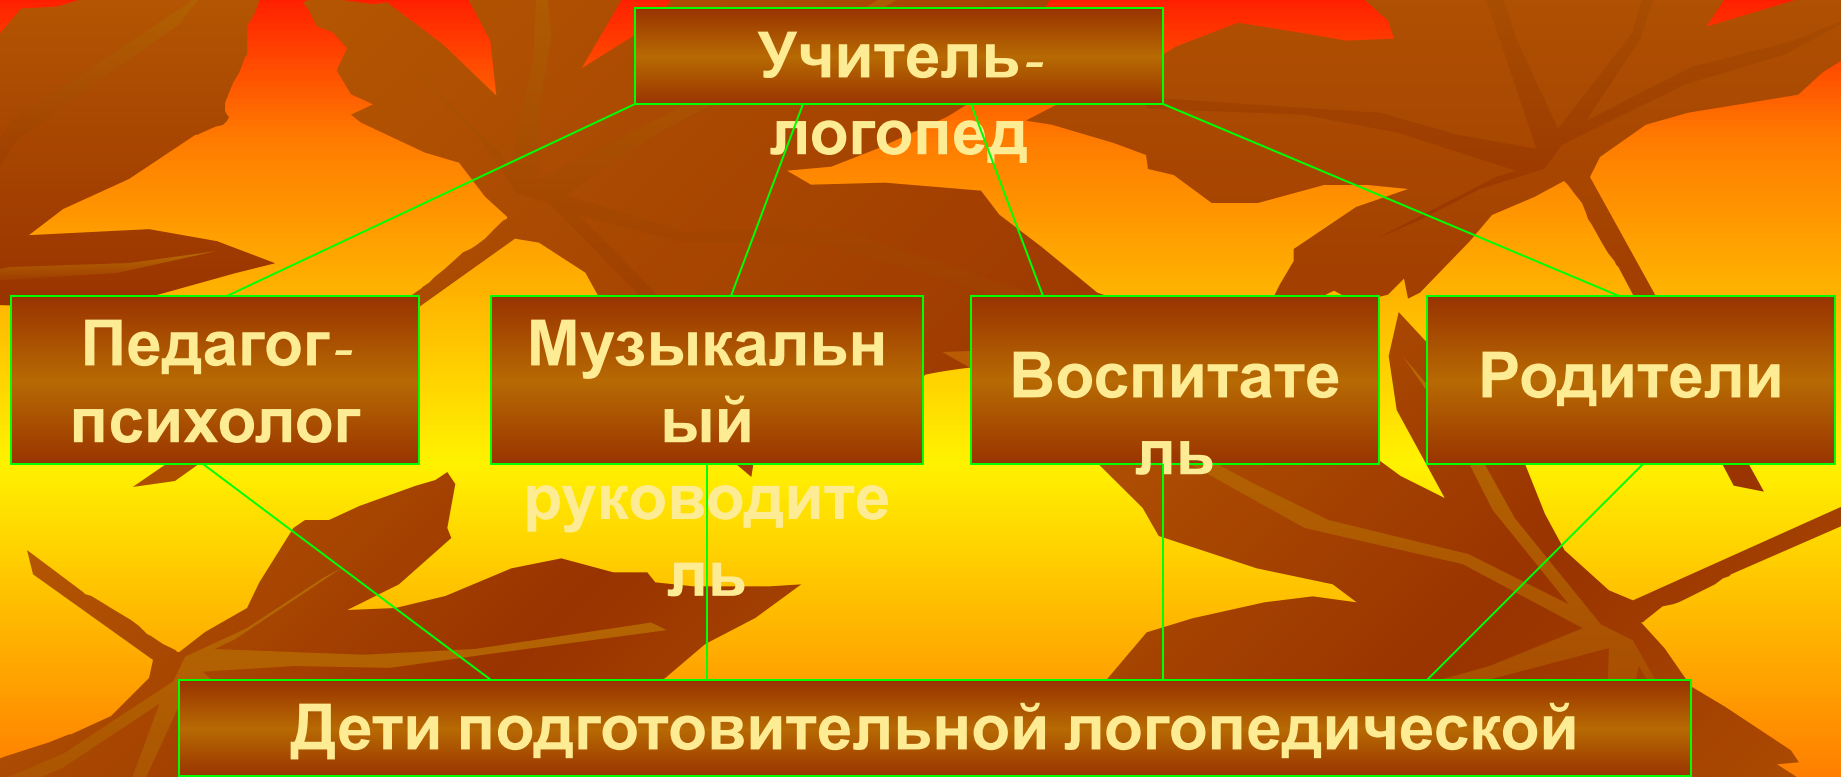 Учитель-
логопед
Педагог-
психолог
Музыкальн
ый
руководите
ль
Воспитате
ль
Родители
Дети подготовительной логопедической